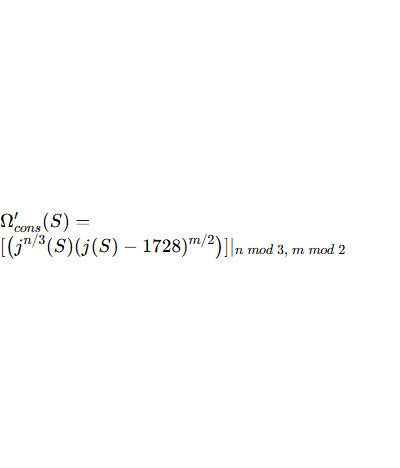 Ω′_{cons}(S) =
[(j^{n/3}(S)(j(S) − 1728)^{m/2})]|_{n mod 3, m mod 2}